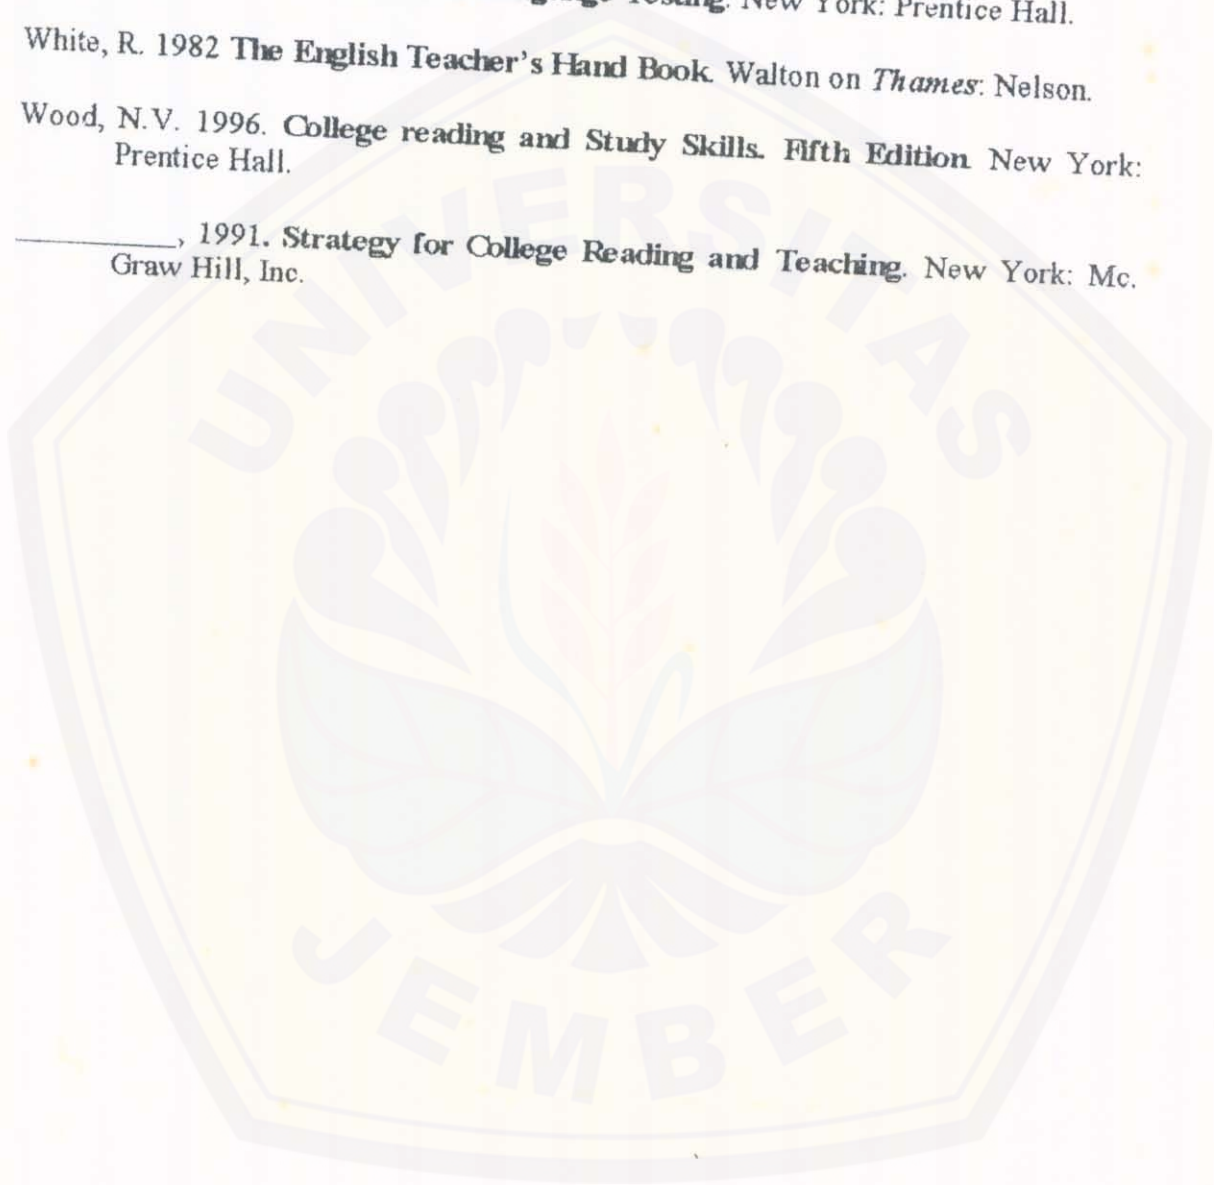 Testing. New York: Prentice Hall.
White, R. 1982 The English Teacher's Hand Book. Walton on Thames: Nelson.
Wood, N.V. 1996. College reading and Study Skills. Fifth Edition. New York:
Prentice Hall.
__________, 1991. Strategy for College Reading and Teaching. New York: Mc.
Graw Hill, Inc.
UNIVERSITAS
JEMBER